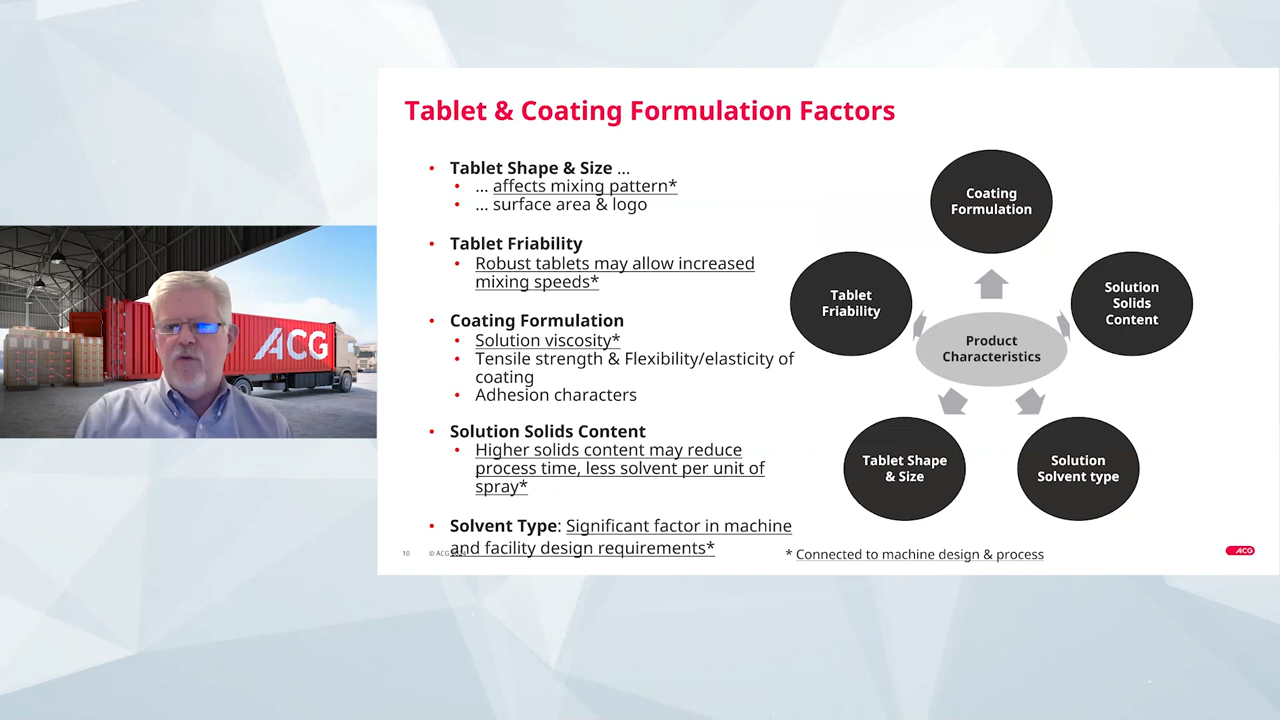 Tablet & Coating Formulation Factors
• Tablet Shape & Size ...
• ... affects mixing pattern*
• ... surface area & logo
• Tablet Friability
• Robust tablets may allow increased
mixing speeds*
• Coating Formulation
• Solution viscosity*
• Tensile strength & Flexibility/elasticity of
coating
• Adhesion characters
• Solution Solids Content
• Higher solids content may reduce
process time, less solvent per unit of
spray*
• Solvent Type: Significant factor in machine
and facility design requirements*
Coating
Formulation
Tablet
Friability
Solution
Solids
Content
Product
Characteristics
Tablet Shape
& Size
Solution
Solvent type
10 © ACG
* Connected to machine design & process
ACG
ACG